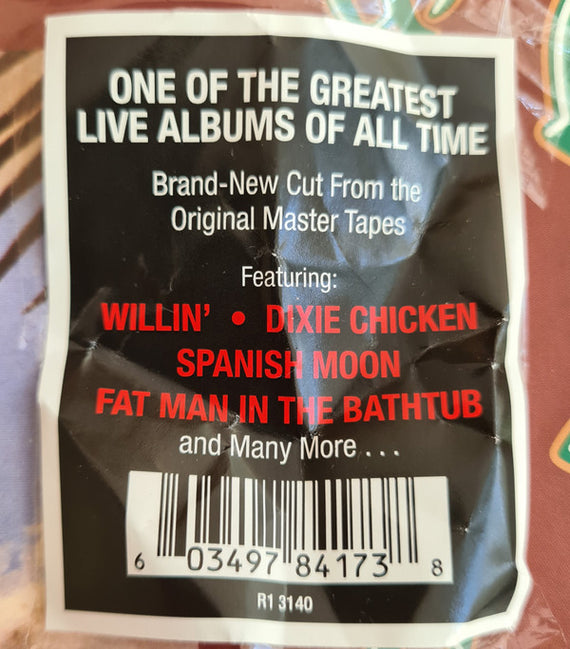 ONE OF THE GREATEST
LIVE ALBUMS OF ALL TIME
Brand-New Cut From the
Original Master Tapes
Featuring:
WILLIN' • DIXIE CHICKEN
SPANISH MOON
FAT MAN IN THE BATHTUB
and Many More . . .
6 03497 84173 8
R1 3140